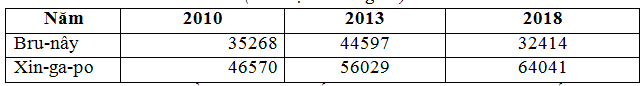 Năm 2010 2013 2018
Bru-nây 35268 44597 32414
Xin-ga-po 46570 56029 64041